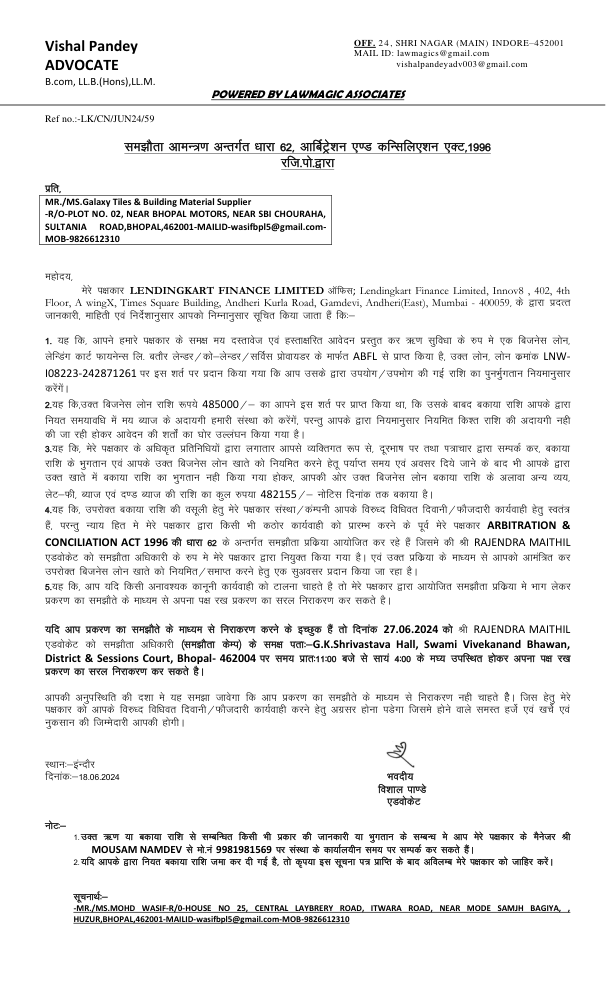 Vishal Pandey
ADVOCATE
B.com, LL.B.(Hons),LL.M.
OFF. 24, SHRI NAGAR (MAIN) INDORE–452001
MAIL ID: lawmagics@gmail.com
vishalpandeyadv003@gmail.com
POWERED BY LAWMAGIC ASSOCIATES
Ref no.:-LK/CN/JUN24/59
समझौता आमन्त्रण अन्तर्गत धारा 62, आर्बिट्रेशन एण्ड कन्सिलिएशन एक्ट,1996
रजि.पो.द्वारा
प्रति,
MR./MS.Galaxy Tiles & Building Material Supplier
-R/O-PLOT NO. 02, NEAR BHOPAL MOTORS, NEAR SBI CHOURAHA,
SULTANIA ROAD,BHOPAL,462001-MAILID-wasifbpl5@gmail.com-
MOB-9826612310
महोदय,
मेरे पक्षकार LENDINGKART FINANCE LIMITED ऑफिस; Lendingkart Finance Limited, Innov8 , 402, 4th
Floor, A wingX, Times Square Building, Andheri Kurla Road, Gamdevi, Andheri(East), Mumbai - 400059, के द्वारा प्रदत्त
जानकारी, माहिती एवं निर्देशानुसार आपको निम्नानुसार सूचित किया जाता हैं कि:–
1. यह कि, आपने हमारे पक्षकार के समक्ष मय दस्तावेज एवं हस्ताक्षरित आवेदन प्रस्तुत कर ऋण सुविधा के रुप मे एक बिजनेस लोन,
लेन्डिंग कार्ट फायनेन्स लि. बतौर लेन्डर/को–लेन्डर/सर्विस प्रोवायडर के मार्फत ABFL से प्राप्त किया है, उक्त लोन, लोन क्रमांक LNW-
I08223-242871261 पर इस शर्त पर प्रदान किया गया कि आप उसके द्वारा उपयोग/उपभोग की गई राशि का पुनर्भुगतान नियमानुसार
करेंगें।
2.यह कि,उक्त बिजनेस लोन राशि रूपये 485000/– का आपने इस शर्त पर प्राप्त किया था, कि उसके बाबद बकाया राशि आपके द्वारा
नियत समयावधि में मय ब्याज के अदायगी हमारी संस्था को करेंगें, परन्तु आपके द्वारा नियमानुसार नियमित किश्त राशि की अदायगी नही
की जा रही होकर आवेदन की शर्तों का घोर उल्लंघन किया गया है।
3.यह कि, मेरे पक्षकार के अधिकृत प्रतिनिधियों द्वारा लगातार आपसे व्यक्तिगत रूप से, दूरभाष पर तथा पत्राचार द्वारा सम्पर्क कर, बकाया
राशि के भुगतान एवं आपके उक्त बिजनेस लोन खाते को नियमित करने हेतू पर्याप्त समय एवं अवसर दिये जाने के बाद भी आपके द्वारा
उक्त खाते में बकाया राशि का भुगतान नही किया गया होकर, आपकी ओर उक्त बिजनेस लोन बकाया राशि के अलावा अन्य व्यय,
लेट–फी, ब्याज एवं दण्ड ब्याज की राशि का कुल रुपया 482155/– नोटिस दिनांक तक बकाया है।
4.यह कि, उपरोक्त बकाया राशि की वसूली हेतु मेरे पक्षकार संस्था/कंम्पनी आपके विरुध्द विधिवत दिवानी/फौजदारी कार्यवाही हेतु स्वतंत्र
हैं, परन्तु न्याय हित मे मेरे पक्षकार द्वारा किसी भी कठोर कार्यवाही को प्रारम्भ करने के पूर्व मेरे पक्षकार ARBITRATION &
CONCILIATION ACT 1996 की धारा 62 के अन्तर्गत समझौता प्रक्रिया आयोजित कर रहे हैं जिसमे की श्री RAJENDRA MAITHIL
एडवोकेट को समझौता अधिकारी के रुप मे मेरे पक्षकार द्वारा नियुक्त किया गया है। एवं उक्त प्रक्रिया के माध्यम से आपको आमंत्रित कर
उपरोक्त बिजनेस लोन खाते को नियमित/समाप्त करने हेतु एक सुअवसर प्रदान किया जा रहा है।
5.यह कि, आप यदि किसी अनावश्यक कानूनी कार्यवाही को टालना चाहते है तो मेरे पक्षकार द्वारा आयोजित समझौता प्रक्रिया मे भाग लेकर
प्रकरण का समझौते के माध्यम से अपना पक्ष रख प्रकरण का सरल निराकरण कर सकते है।
यदि आप प्रकरण का समझौते के माध्यम से निराकरण करने के इच्छुक हैं तो दिनांक 27.06.2024 को श्री RAJENDRA MAITHIL
एडवोकेट को समझौता अधिकारी (समझौता केम्प) के समक्ष पता:–G.K.Shrivastava Hall, Swami Vivekanand Bhawan,
District & Sessions Court, Bhopal- 462004 पर समय प्रात:11:00 बजे से सायं 4:00 के मध्य उपस्थित होकर अपना पक्ष रख
प्रकरण का सरल निराकरण कर सकते है।
आपकी अनुपस्थिति की दशा मे यह समझा जावेगा कि आप प्रकरण का समझौते के माध्यम से निराकरण नही चाहते है। जिस हेतु मेरे
पक्षकार को आपके विरुध्द विधिवत दिवानी/फौजदारी कार्यवाही करने हेतु अग्रसर होना पडेगा जिसमे होने वाले समस्त हर्जे एवं खर्चे एवं
नुकसान की जिम्मेदारी आपकी होगी।
स्थान:–इंन्दौर
दिनांक:–18.06.2024
भवदीय
विशाल पाण्डे
एडवोकेट
नोट:–
1.उक्त ऋण या बकाया राशि से सम्बन्धित किसी भी प्रकार की जानकारी या भुगतान के सम्बन्ध मे आप मेरे पक्षकार के मैनेजर श्री
MOUSAM NAMDEV से मो.नं 9981981569 पर संस्था के कार्यालयीन समय पर सम्पर्क कर सकते हैं।
2.यदि आपके द्वारा नियत बकाया राशि जमा कर दी गई है, तो कृपया इस सूचना पत्र प्राप्ति के बाद अविलम्ब मेरे पक्षकार को जाहिर करें।
सूचनार्थ:–
-MR./MS.MOHD WASIF-R/0-HOUSE NO 25, CENTRAL LAYBRERY ROAD, ITWARA ROAD, NEAR MODE SAMJH BAGIYA, ,
HUZUR,BHOPAL,462001-MAILID-wasifbpl5@gmail.com-MOB-9826612310